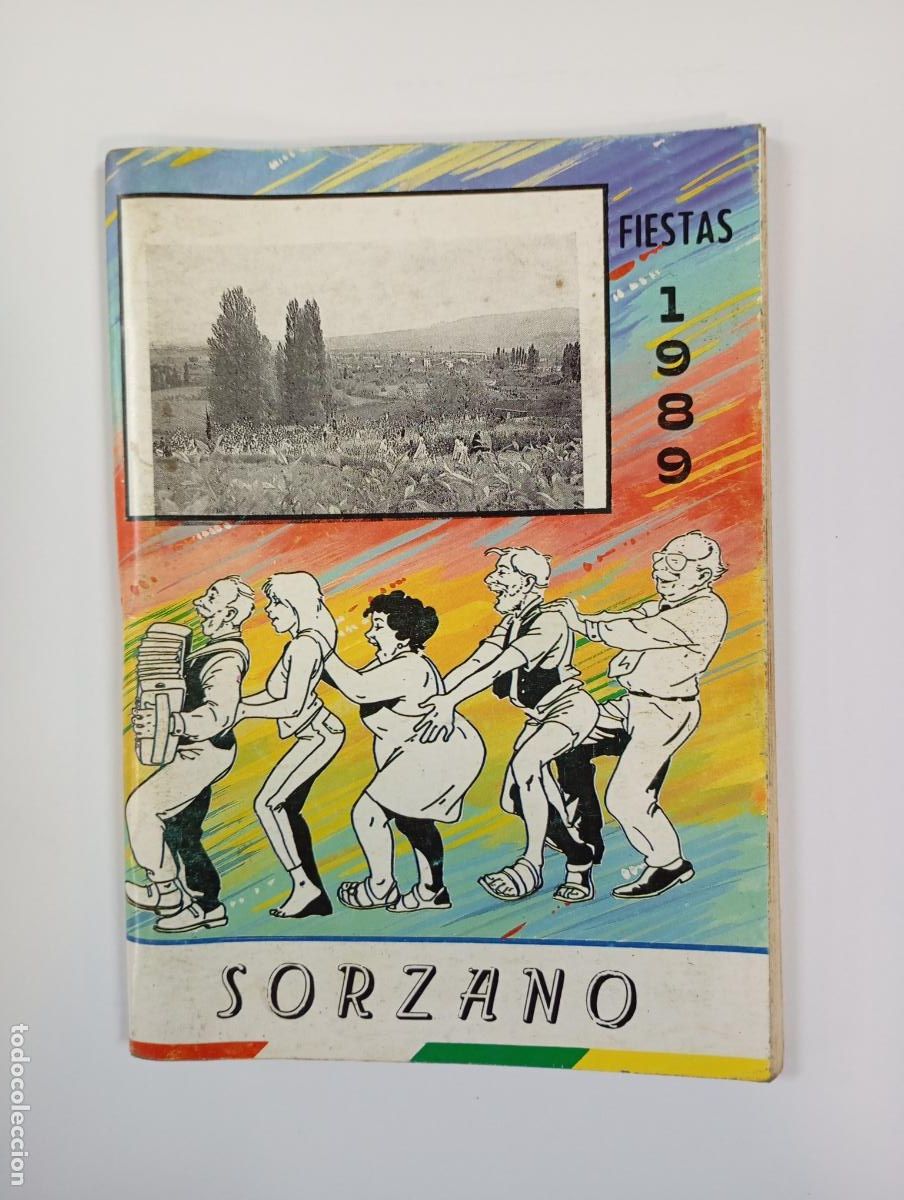 FIESTAS
1989
SORZANO
todocoleccion